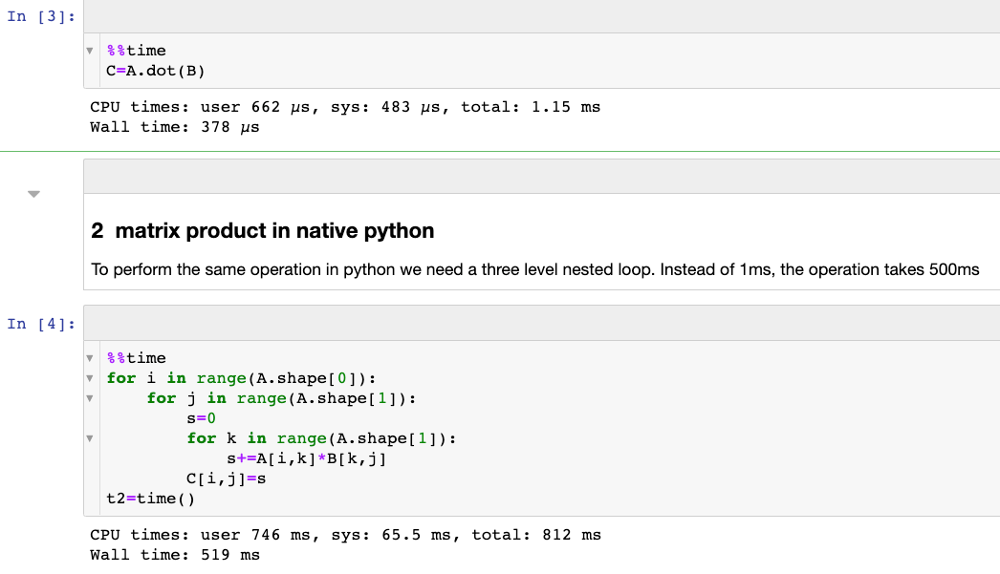 In [3]:
%%time
C=A.dot(B)
CPU times: user 662 µs, sys: 483 µs, total: 1.15 ms
Wall time: 378 µs
2 matrix product in native python
To perform the same operation in python we need a three level nested loop. Instead of 1ms, the operation takes 500ms
In [4]:
%%time
for i in range(A.shape[0]):
    for j in range(A.shape[1]):
        s=0
        for k in range(A.shape[1]):
            s+=A[i,k]*B[k,j]
        C[i,j]=s
t2=time()
CPU times: user 746 ms, sys: 65.5 ms, total: 812 ms
Wall time: 519 ms